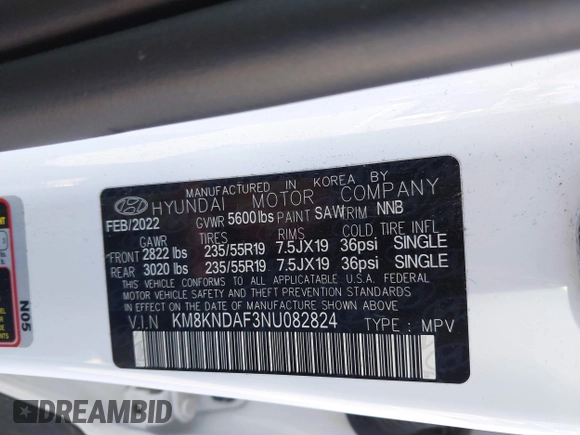 MANUFACTURED IN KOREA BY
HYUNDAI MOTOR COMPANY
FEB/2022 GVWR 5600lbs PAINT SAW TRIM NNB
GAWR TIRES RIMS COLD TIRE INFL
FRONT 2822 lbs 235/55R19 7.5JX19 36psi SINGLE
REAR 3020 lbs 235/55R19 7.5JX19 36psi SINGLE
THIS VEHICLE CONFORMS TO ALL APPLICABLE U.S.A. FEDERAL
MOTOR VEHICLE SAFETY AND THEFT PREVENTION STANDARDS
IN EFFECT ON THE DATE OF MANUFACTURE SHOWN ABOVE.
V.I.N KM8KNDAF3NU082824 TYPE : MPV
N05
DREAMBID